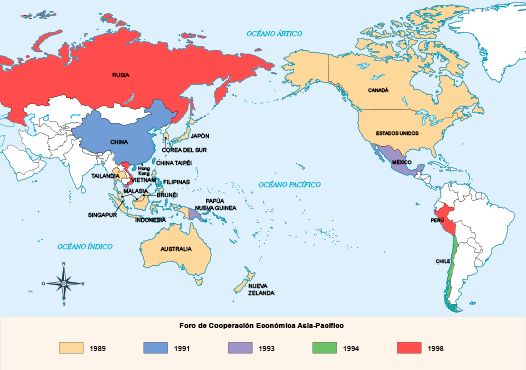 OCÉANO ÁRTICO
RUSIA
CANADÁ
ESTADOS UNIDOS
JAPÓN
COREA DEL SUR
CHINA
CHINA TAIPÉI
MÉXICO
Hong
Kong
TAILANDIA
VIETNAM
FILIPINAS
OCÉANO PACÍFICO
MALASIA
BRUNÉI
PAPÚA
NUEVA GUINEA
SINGAPUR
INDONESIA
PERÚ
OCÉANO ÍNDICO
AUSTRALIA
CHILE
N
O
E
S
NUEVA
ZELANDA
Foro de Cooperación Económica Asia-Pacífico
1989
1991
1993
1994
1998